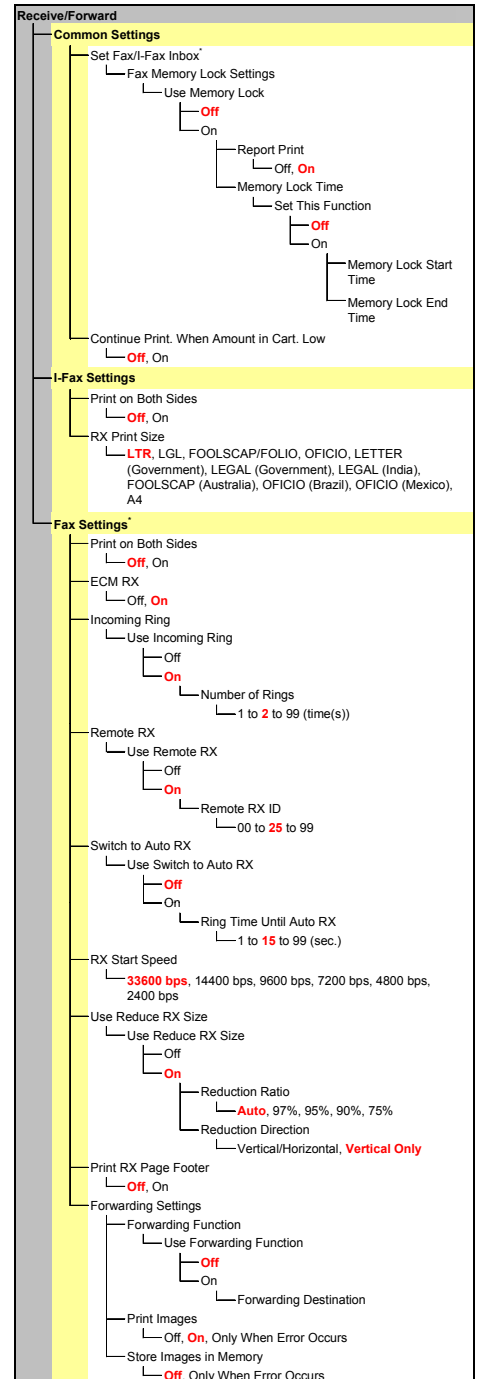 Receive/Forward
Common Settings
Set Fax/I-Fax Inbox*
Fax Memory Lock Settings
Use Memory Lock
Off
On
Report Print
Off, On
Memory Lock Time
Set This Function
Off
On
Memory Lock Start
Time
Memory Lock End
Time
Continue Print. When Amount in Cart. Low
Off, On
I-Fax Settings
Print on Both Sides
Off, On
RX Print Size
LTR, LGL, FOOLSCAP/FOLIO, OFICIO, LETTER
(Government), LEGAL (Government), LEGAL (India),
FOOLSCAP (Australia), OFICIO (Brazil), OFICIO (Mexico),
A4
Fax Settings*
Print on Both Sides
Off, On
ECM RX
Off, On
Incoming Ring
Use Incoming Ring
Off
On
Number of Rings
1 to 2 to 99 (time(s))
Remote RX
Use Remote RX
Off
On
Remote RX ID
00 to 25 to 99
Switch to Auto RX
Use Switch to Auto RX
Off
On
Ring Time Until Auto RX
1 to 15 to 99 (sec.)
RX Start Speed
33600 bps, 14400 bps, 9600 bps, 7200 bps, 4800 bps,
2400 bps
Use Reduce RX Size
Use Reduce RX Size
Off
On
Reduction Ratio
Auto, 97%, 95%, 90%, 75%
Reduction Direction
Vertical/Horizontal, Vertical Only
Print RX Page Footer
Off, On
Forwarding Settings
Forwarding Function
Use Forwarding Function
Off
On
Forwarding Destination
Print Images
Off, On, Only When Error Occurs
Store Images in Memory
Off, Only When Error Occurs